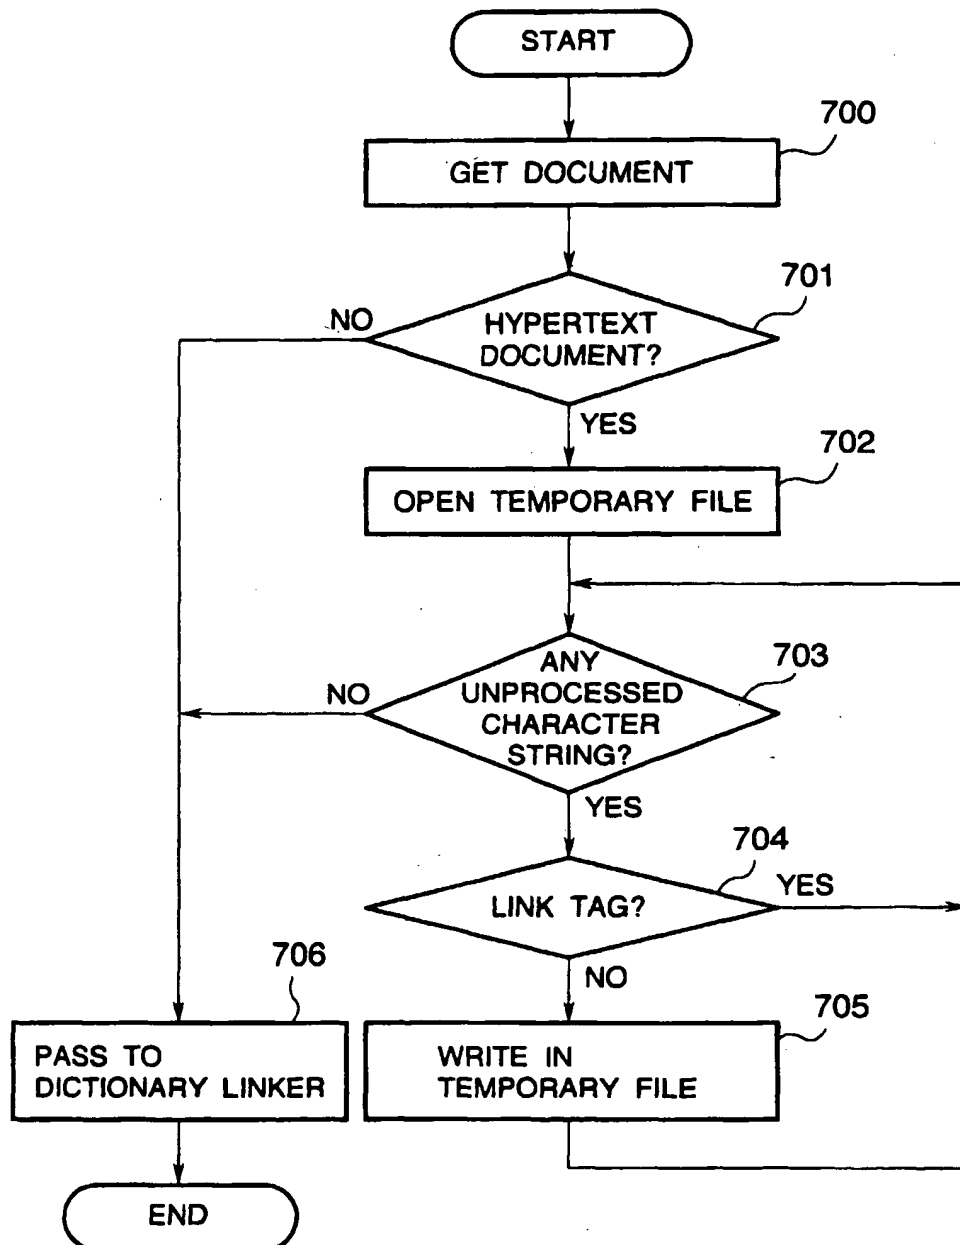 START
700
GET DOCUMENT
701
NO
HYPERTEXT
DOCUMENT?
YES
702
OPEN TEMPORARY FILE
703
NO
ANY
UNPROCESSED
CHARACTER
STRING?
YES
704
LINK TAG?
YES
NO
706
705
PASS TO
DICTIONARY LINKER
WRITE IN
TEMPORARY FILE
END